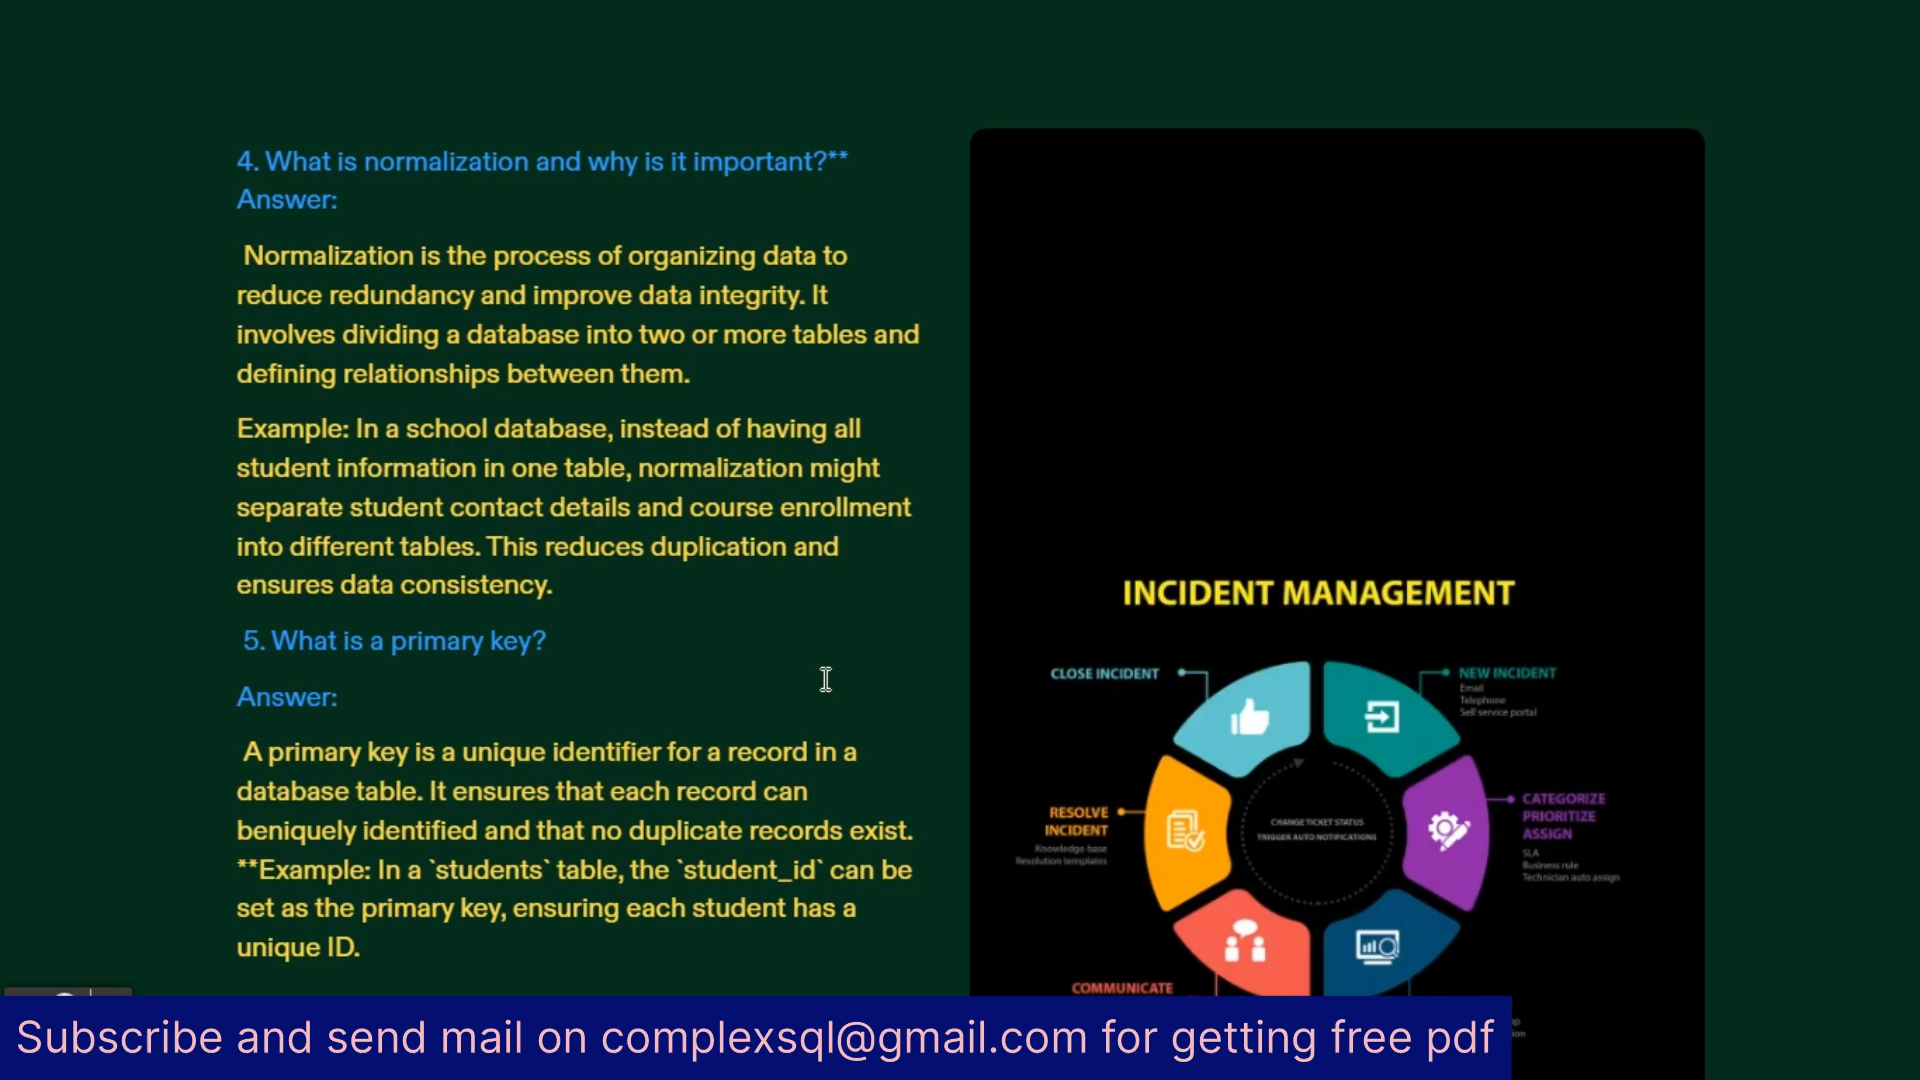 4. What is normalization and why is it important?**
Answer:
Normalization is the process of organizing data to
reduce redundancy and improve data integrity. It
involves dividing a database into two or more tables and
defining relationships between them.
Example: In a school database, instead of having all
student information in one table, normalization might
separate student contact details and course enrollment
into different tables. This reduces duplication and
ensures data consistency.
5. What is a primary key?
Answer:
A primary key is a unique identifier for a record in a
database table. It ensures that each record can
beniquely identified and that no duplicate records exist.
**Example: In a `students` table, the `student_id` can be
set as the primary key, ensuring each student has a
unique ID.
INCIDENT MANAGEMENT
CLOSE INCIDENT
NEW INCIDENT
Email
Telephone
Self service portal
RESOLVE
INCIDENT
Knowledge base
Resolution templates
CHANGE TICKET STATUS
TRIGGER AUTO NOTIFICATIONS
CATEGORIZE
PRIORITIZE
ASSIGN
SLA
Business rule
Technician auto assign
COMMUNICATE
Subscribe and send mail on complexsql@gmail.com for getting free pdf